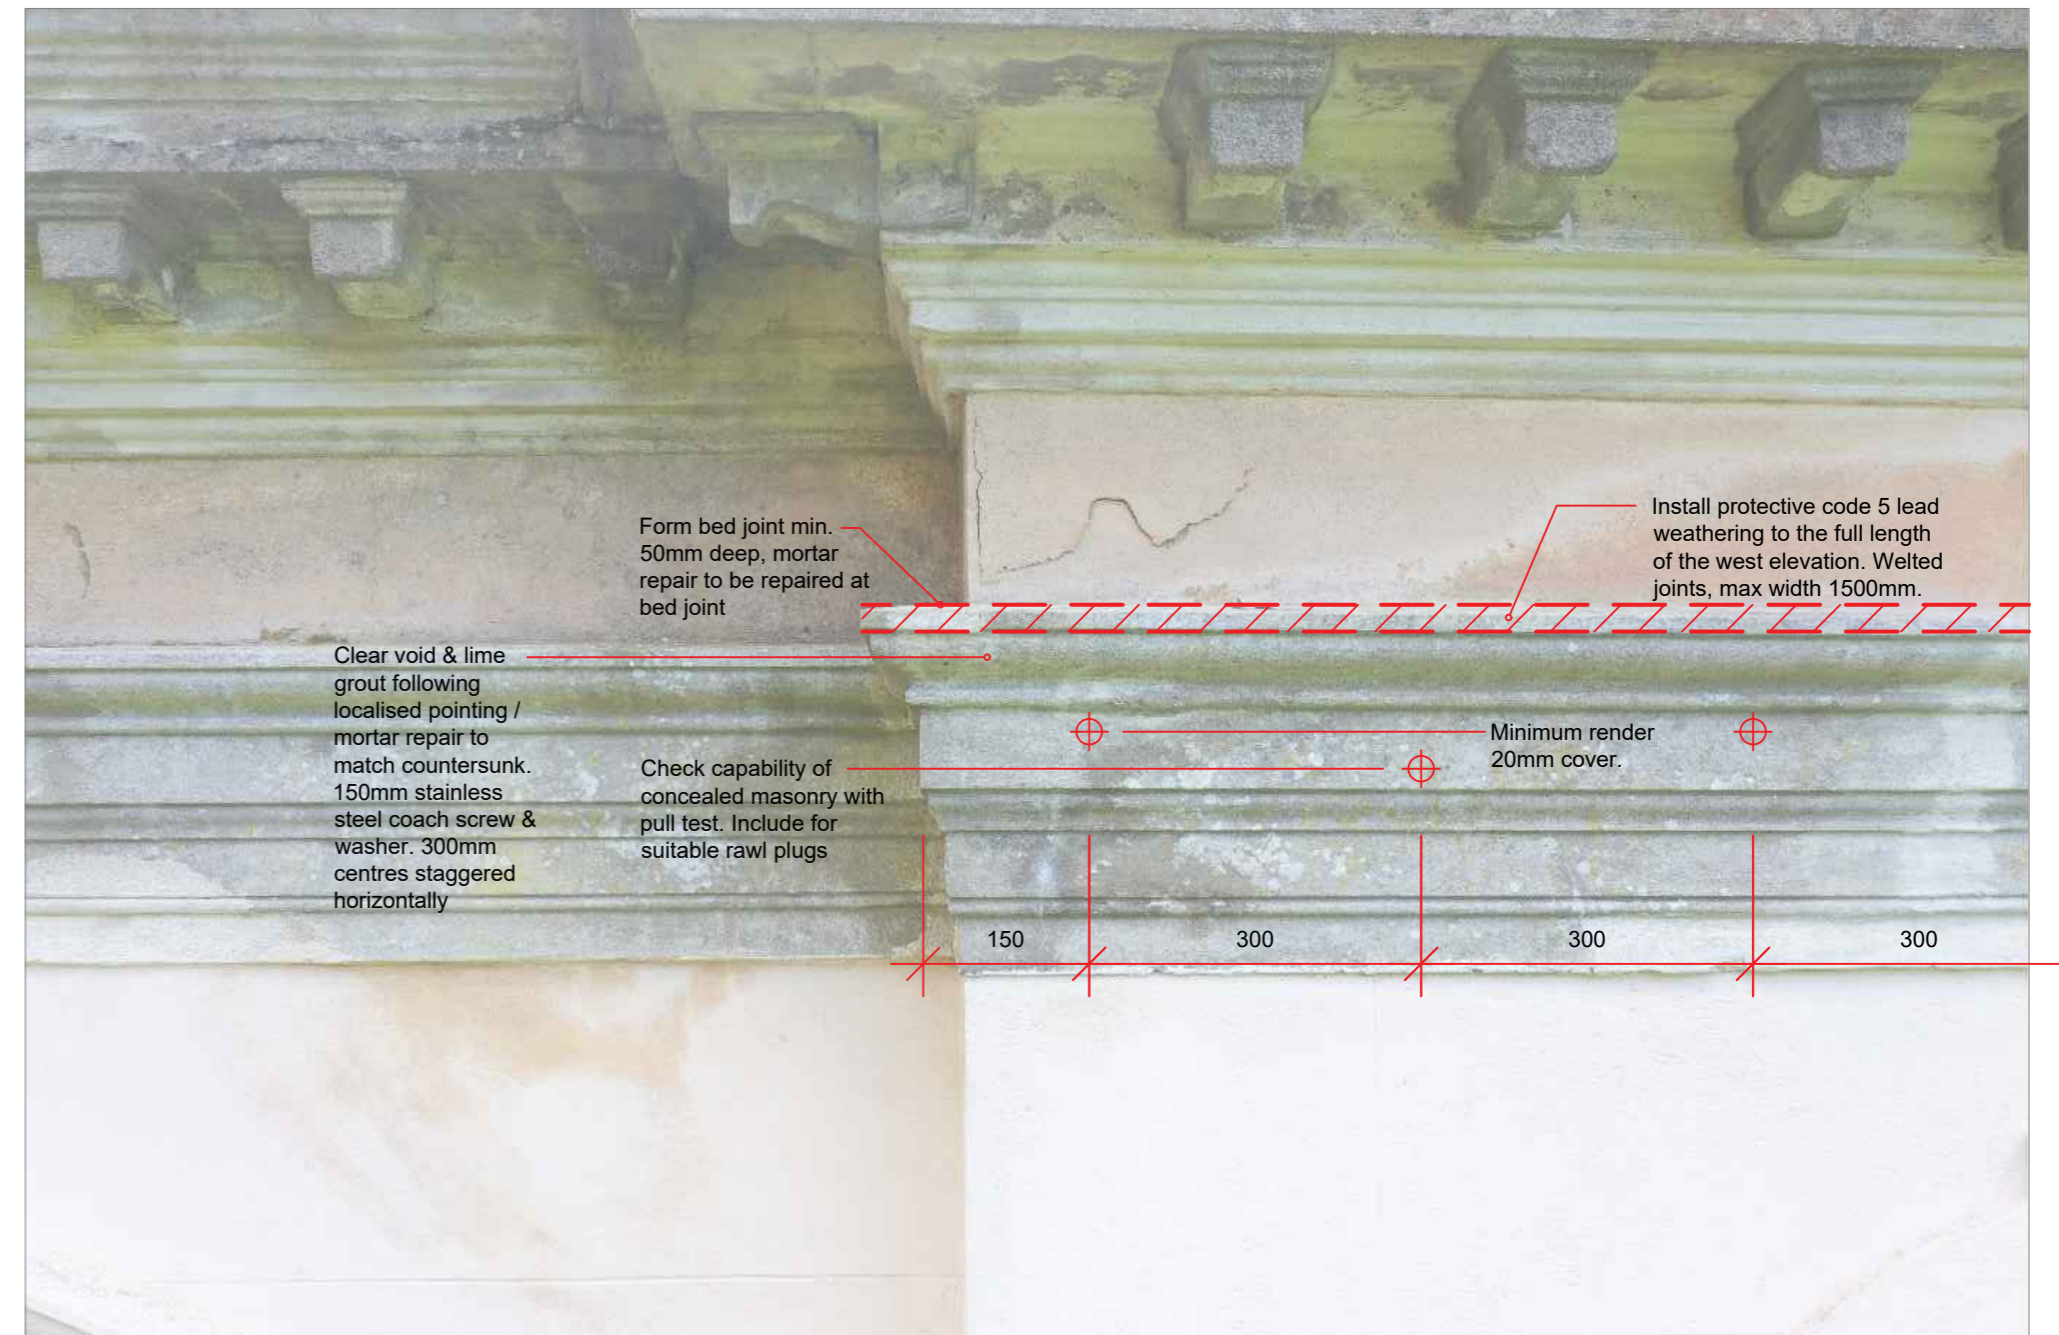 Form bed joint min.
50mm deep, mortar
repair to be repaired at
bed joint
Install protective code 5 lead
weathering to the full length
of the west elevation. Welted
joints, max width 1500mm.
Clear void & lime
grout following
localised pointing /
mortar repair to
match countersunk.
150mm stainless
steel coach screw &
washer. 300mm
centres staggered
horizontally
Check capability of
concealed masonry with
pull test. Include for
suitable rawl plugs
Minimum render
20mm cover.
150 300 300 300